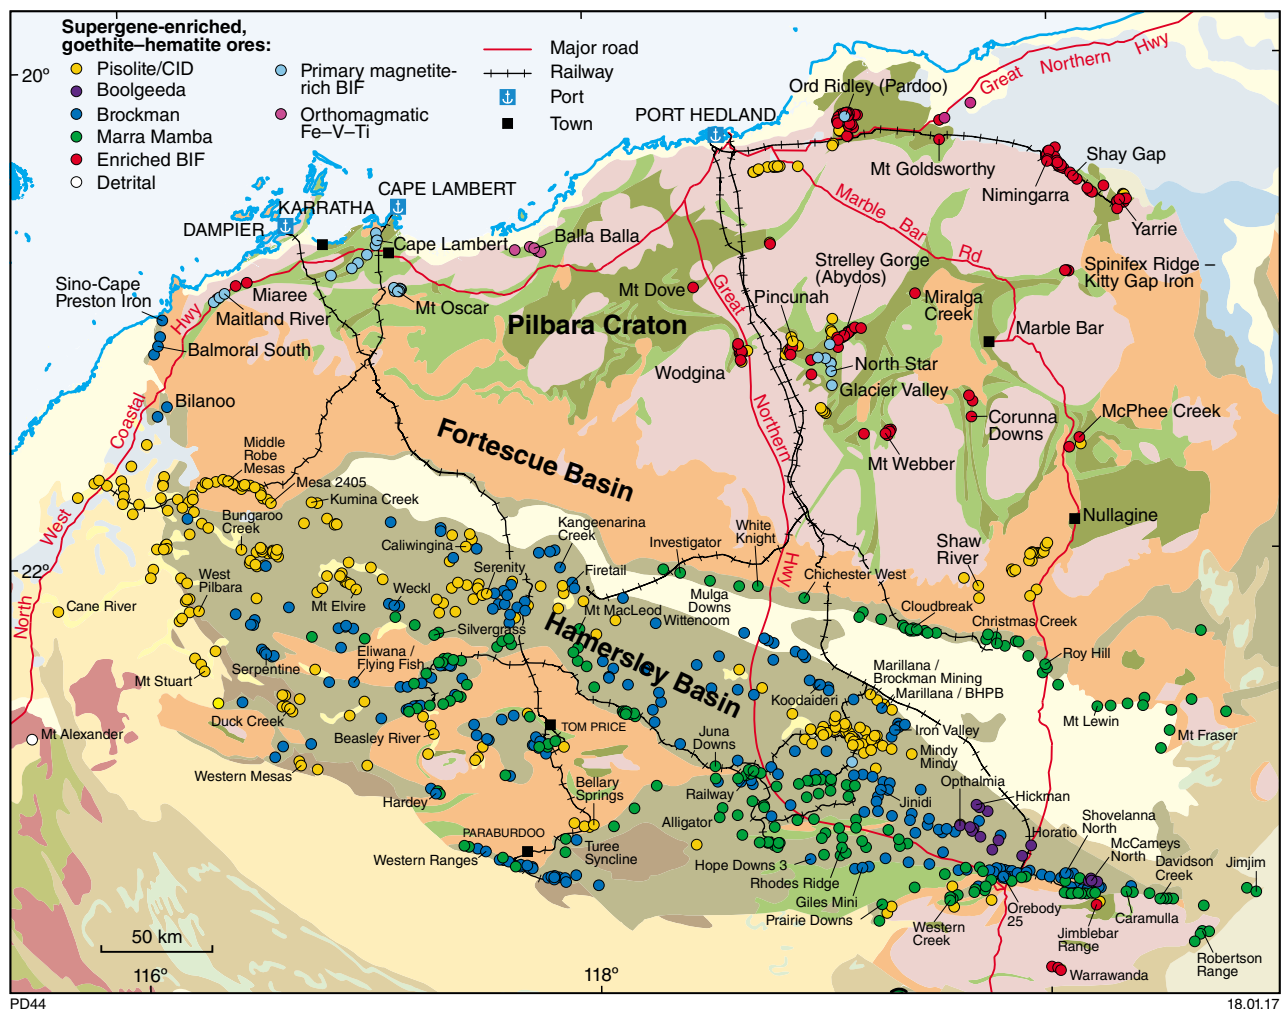 Supergene-enriched,
goethite–hematite ores:
Pisolite/CID
Boolgeeda
Brockman
Marra Mamba
Enriched BIF
Detrital
Primary magnetite-
rich BIF
Orthomagmatic
Fe–V–Ti
Major road
Railway
Port
Town
20°
22°
Great Northern Hwy
Ord Ridley (Pardoo)
PORT HEDLAND
Mt Goldsworthy
Shay Gap
Nimingarra
Yarrie
CAPE LAMBERT
KARRATHA
DAMPIER
Cape Lambert
Balla Balla
Marble Bar Rd
Strelley Gorge
(Abydos)
Spinifex Ridge –
Kitty Gap Iron
Sino-Cape
Preston Iron
Miaree
Maitland River
Mt Oscar
Mt Dove
Great
Pincunah
Miralga
Creek
Marble Bar
Pilbara Craton
Hwy
Balmoral South
Wodgina
North Star
Glacier Valley
Bilanoo
Coastal
Northern
Corunna
Downs
McPhee Creek
Fortescue Basin
Mt Webber
Middle
Robe
Mesas
Mesa 2405
Kumina Creek
West
Bungaroo
Creek
Nullagine
Kangeenarina
Creek
White
Knight
Investigator
Caliwingina
Shaw
River
Hwy
Chichester West
Firetail
Serenity
West
Pilbara
Weckl
Mt Elvire
Cane River
North
Mt MacLeod
Mulga
Downs
Wittenoom
Cloudbreak
Christmas Creek
Silvergrass
Hamersley Basin
Eliwana /
Flying Fish
Serpentine
Roy Hill
Mt Stuart
Marillana /
Brockman Mining
Marillana / BHPB
Koodaideri
Duck Creek
TOM PRICE
Iron Valley
Mt Lewin
Mt Fraser
Mt Alexander
Beasley River
Juna
Downs
Mindy
Mindy
Western Mesas
Bellary
Springs
Opthalmia
Hickman
Hardey
Railway
Jinidi
Alligator
Horatio
Shovelanna
North
PARABURDOO
Western Ranges
Turee
Syncline
McCameys
North
Davidson
Creek
Jimjim
Hope Downs 3
Rhodes Ridge
Giles Mini
Prairie Downs
Western
Creek
Orebody
25
Caramulla
Jimblebar
Range
Robertson
Range
Warrawanda
50 km
116°
118°
PD44
18.01.17